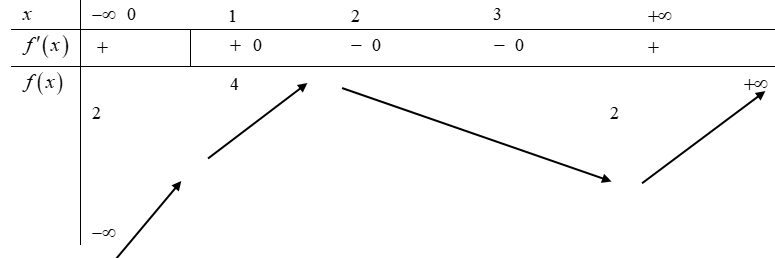 x −∞ 0 1 2 3 +∞
f′(x) + + 0 − 0 − 0 +
f(x) 4 +∞
2 2
−∞